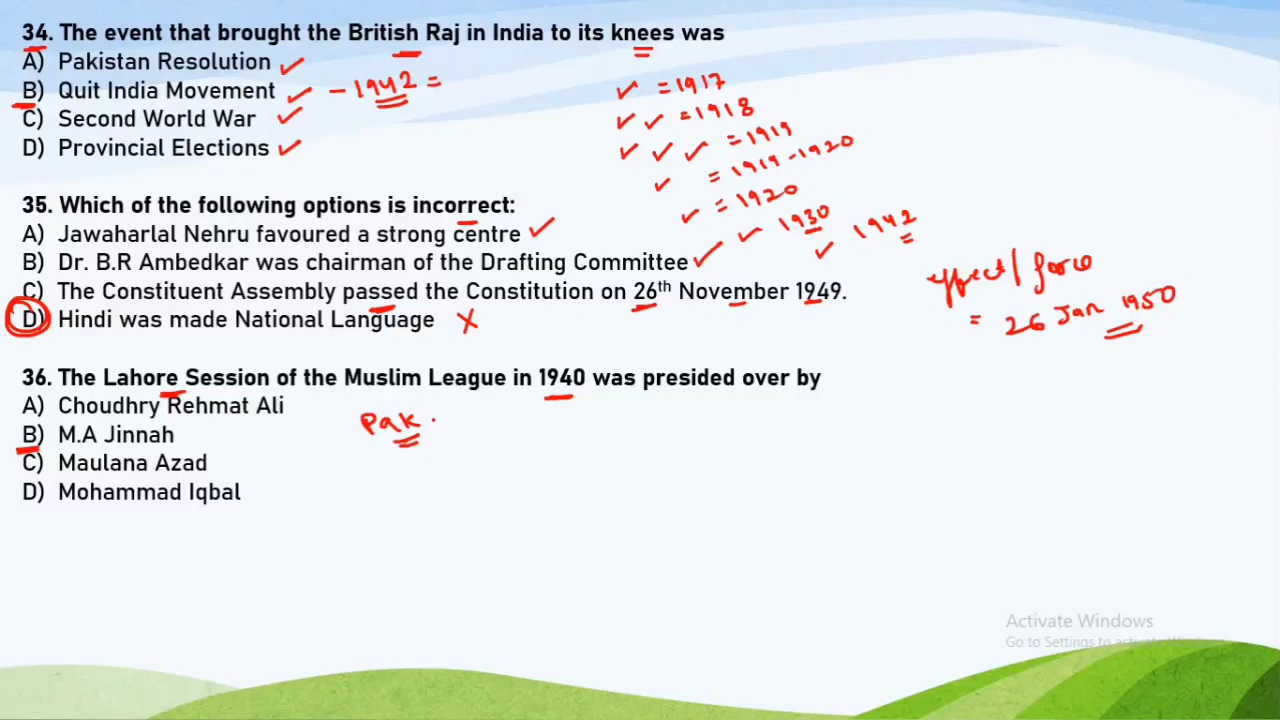 34. The event that brought the British Raj in India to its knees was
A) Pakistan Resolution
B) Quit India Movement - 1942 =
C) Second World War
D) Provincial Elections
= 1917
= 1918
= 1919
= 1919-1920
= 1920
1930
1942
35. Which of the following options is incorrect:
A) Jawaharlal Nehru favoured a strong centre
B) Dr. B.R Ambedkar was chairman of the Drafting Committee
C) The Constituent Assembly passed the Constitution on 26th November 1949.
D) Hindi was made National Language
effect/force
= 26 Jan 1950
36. The Lahore Session of the Muslim League in 1940 was presided over by
A) Choudhry Rehmat Ali
B) M.A Jinnah
C) Maulana Azad
D) Mohammad Iqbal
Pak
Activate Windows
Go to Settings to activate